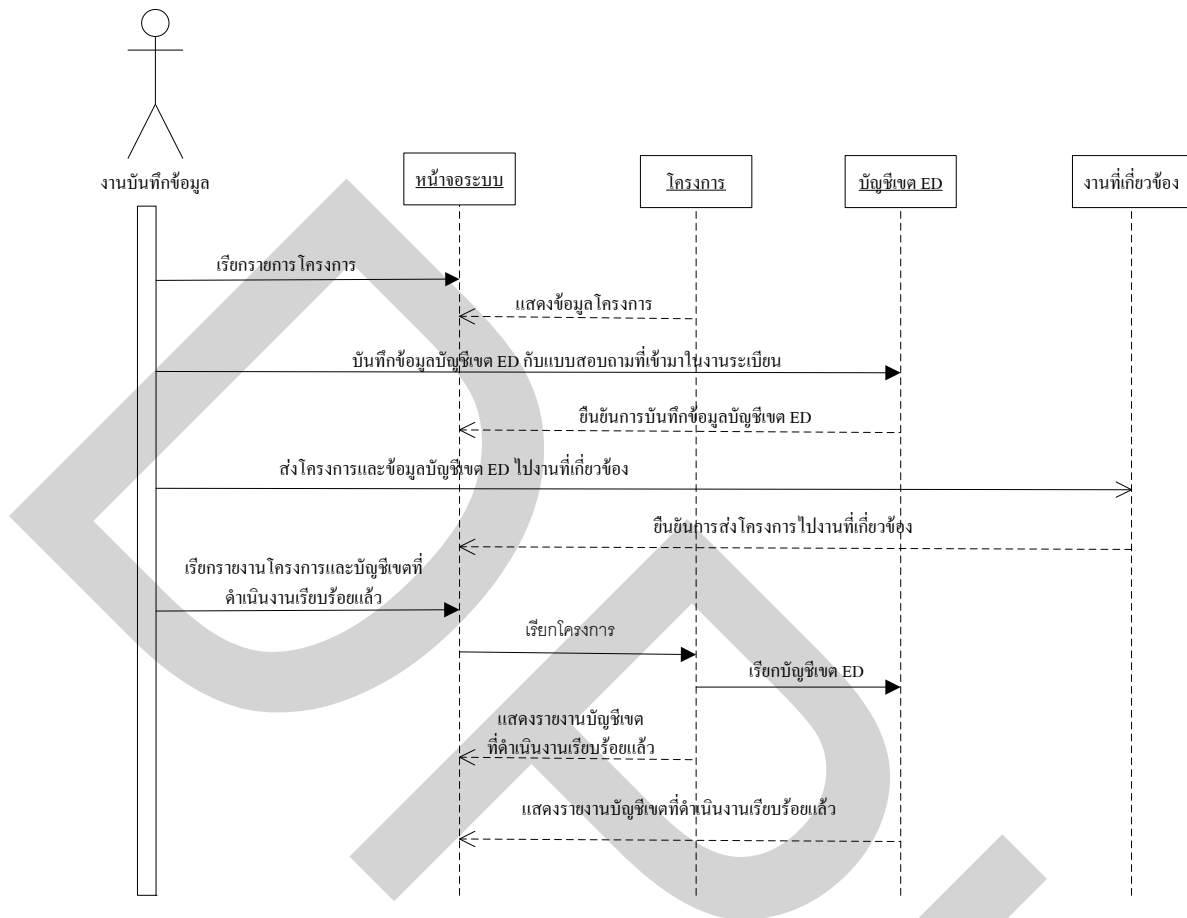 งานบันทึกข้อมูล
หน้าจอระบบ
โครงการ
บัญชีเขต ED
งานที่เกี่ยวข้อง
เรียกรายการโครงการ
แสดงข้อมูลโครงการ
บันทึกข้อมูลบัญชีเขต ED กับแบบสอบถามที่เข้ามาในงานระเบียน
ยืนยันการบันทึกข้อมูลบัญชีเขต ED
ส่งโครงการและข้อมูลบัญชีเขต ED ไปงานที่เกี่ยวข้อง
ยืนยันการส่งโครงการไปงานที่เกี่ยวข้อง
เรียกรายงานโครงการและบัญชีเขตที่
ดำเนินงานเรียบร้อยแล้ว
เรียกโครงการ
เรียกบัญชีเขต ED
แสดงรายงานบัญชีเขต
ที่ดำเนินงานเรียบร้อยแล้ว
แสดงรายงานบัญชีเขตที่ดำเนินงานเรียบร้อยแล้ว